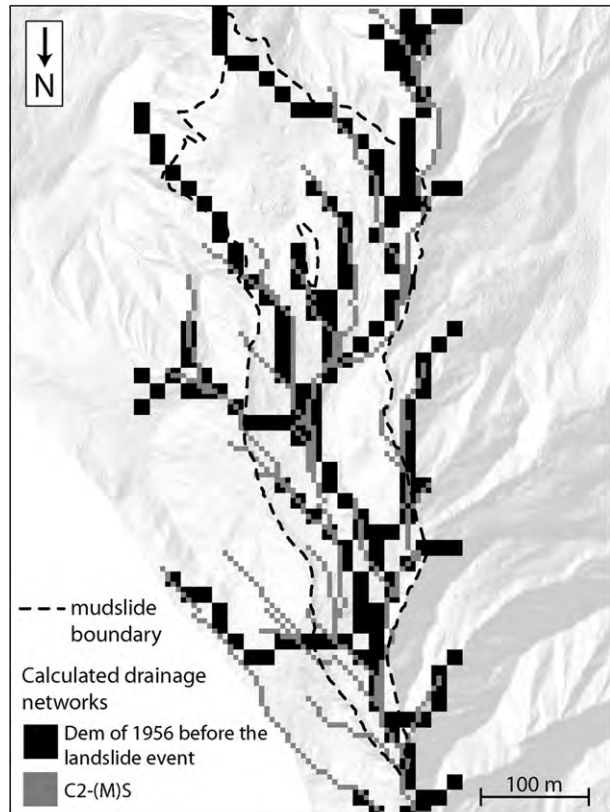 N
mudslide
boundary
Calculated drainage
networks
Dem of 1956 before the
landslide event
C2-(M)S
100 m